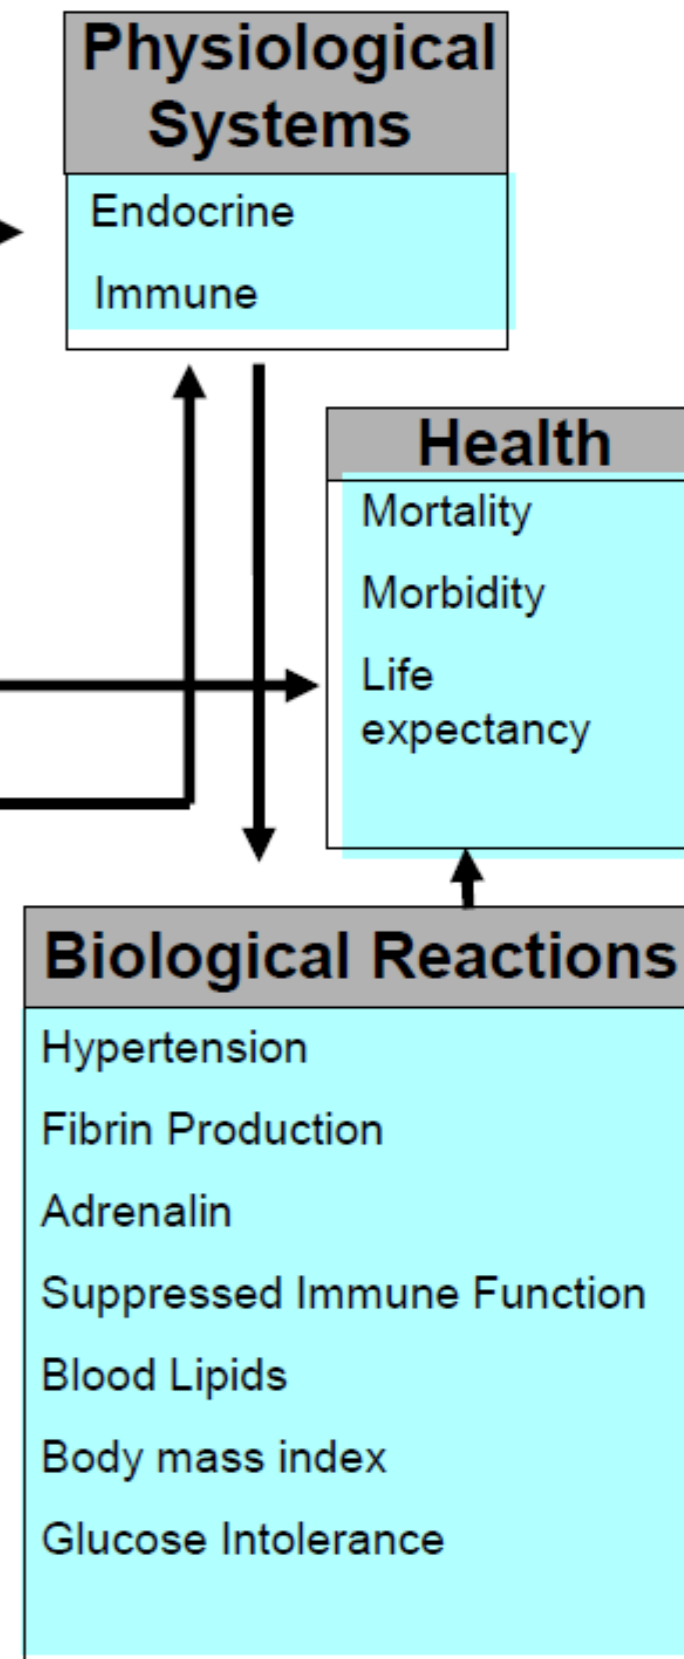 Physiological
Systems
Endocrine
Immune
Health
Mortality
Morbidity
Life
expectancy
Biological Reactions
Hypertension
Fibrin Production
Adrenalin
Suppressed Immune Function
Blood Lipids
Body mass index
Glucose Intolerance